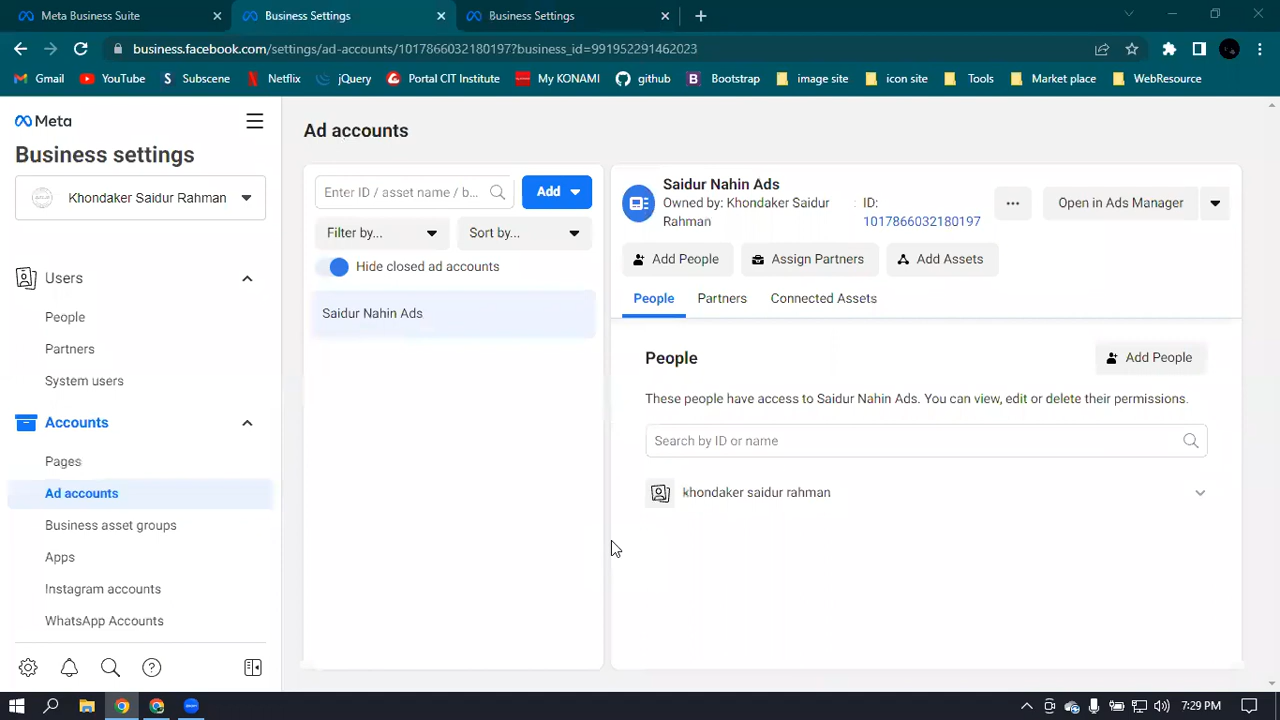 Meta Business Suite
Business Settings
Business Settings
business.facebook.com/settings/ad-accounts/1017866032180197?business_id=991952291462023
Gmail
YouTube
Subscene
Netflix
jQuery
Portal CIT Institute
My KONAMI
github
Bootstrap
image site
icon site
Tools
Market place
WebResource
Meta
Business settings
Khondaker Saidur Rahman
Users
People
Partners
System users
Accounts
Pages
Ad accounts
Business asset groups
Apps
Instagram accounts
WhatsApp Accounts
Ad accounts
Enter ID / asset name / b...
Add
Filter by...
Sort by...
Hide closed ad accounts
Saidur Nahin Ads
Saidur Nahin Ads
Owned by: Khondaker Saidur
Rahman
ID:
1017866032180197
Open in Ads Manager
Add People
Assign Partners
Add Assets
People
Partners
Connected Assets
People
Add People
These people have access to Saidur Nahin Ads. You can view, edit or delete their permissions.
Search by ID or name
khondaker saidur rahman
7:29 PM